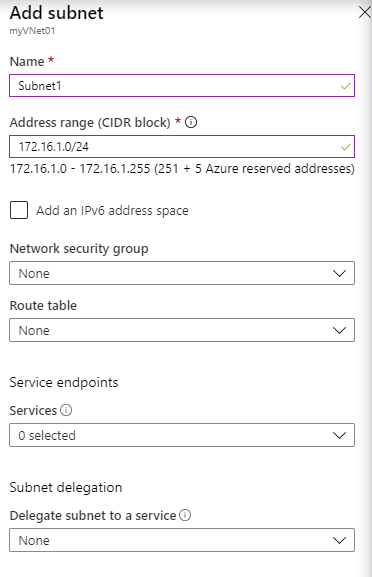 Add subnet
myVNet01
Name *
Subnet1
Address range (CIDR block) *
172.16.1.0/24
172.16.1.0 - 172.16.1.255 (251 + 5 Azure reserved addresses)
Add an IPv6 address space
Network security group
None
Route table
None
Service endpoints
Services
0 selected
Subnet delegation
Delegate subnet to a service
None